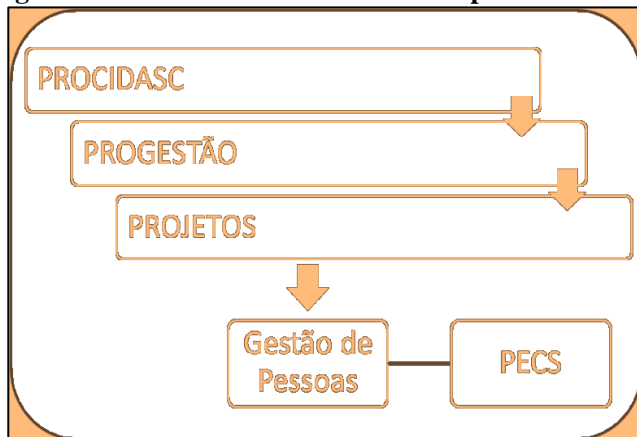 PROCIDASC
PROGESTÃO
PROJETOS
Gestão de
Pessoas
PECS